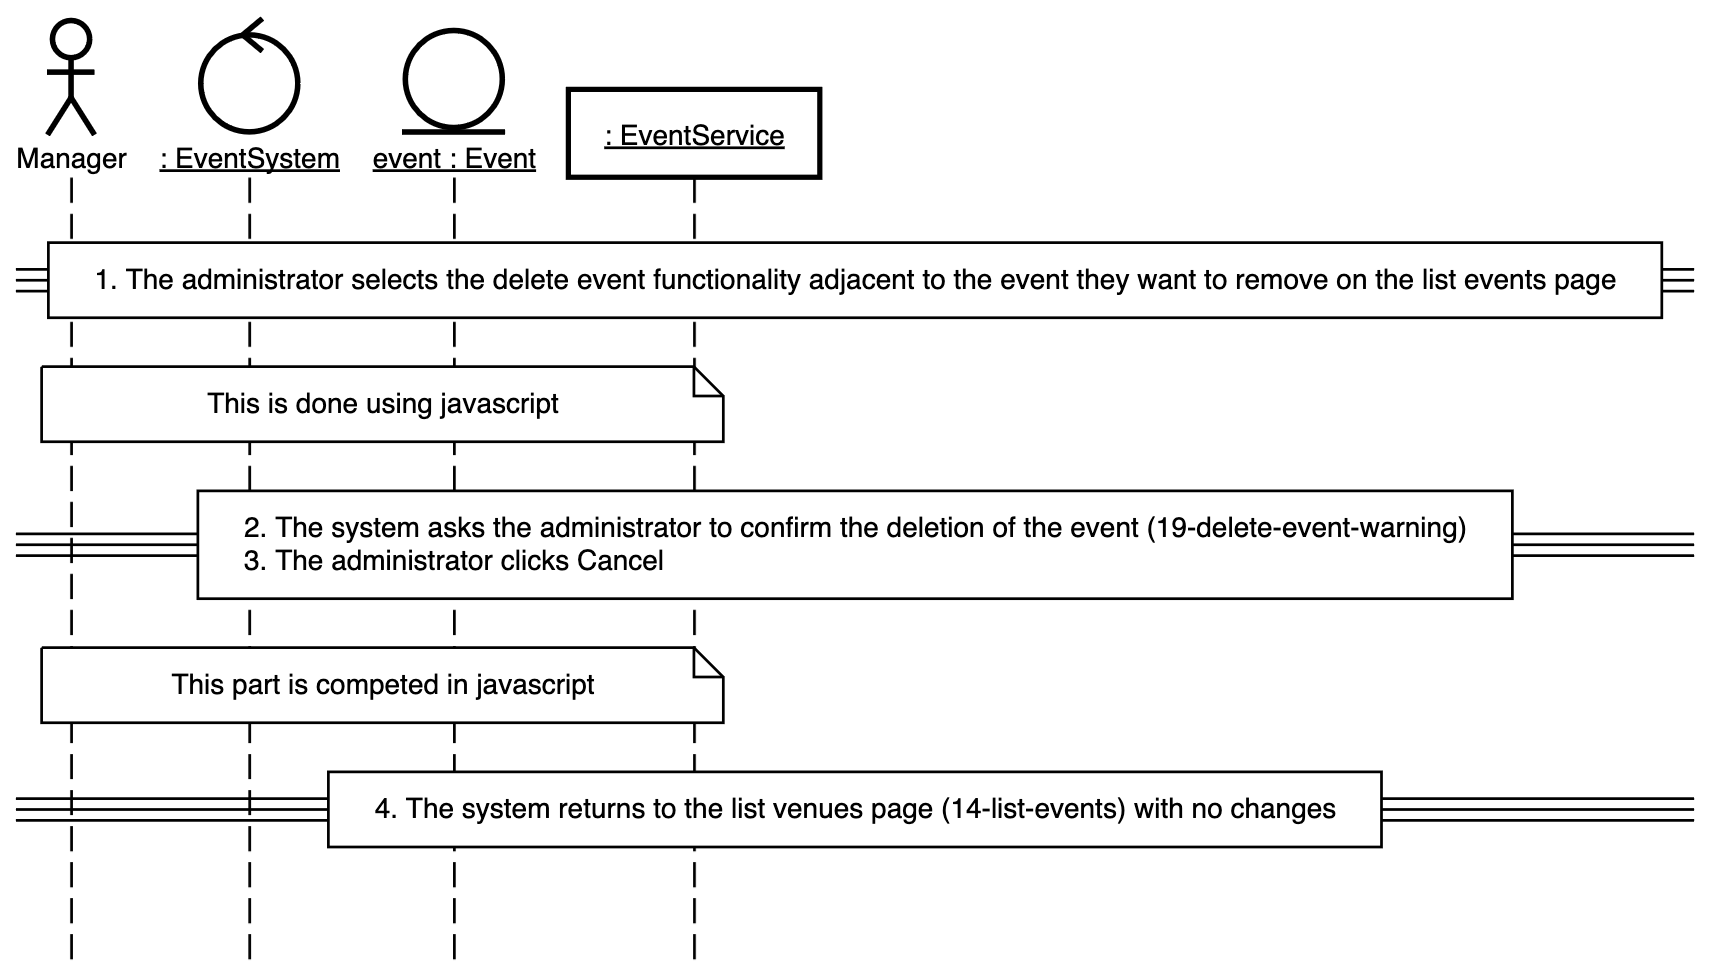 Manager
: EventSystem
event : Event
: EventService
1. The administrator selects the delete event functionality adjacent to the event they want to remove on the list events page
This is done using javascript
2. The system asks the administrator to confirm the deletion of the event (19-delete-event-warning)
3. The administrator clicks Cancel
This part is competed in javascript
4. The system returns to the list venues page (14-list-events) with no changes